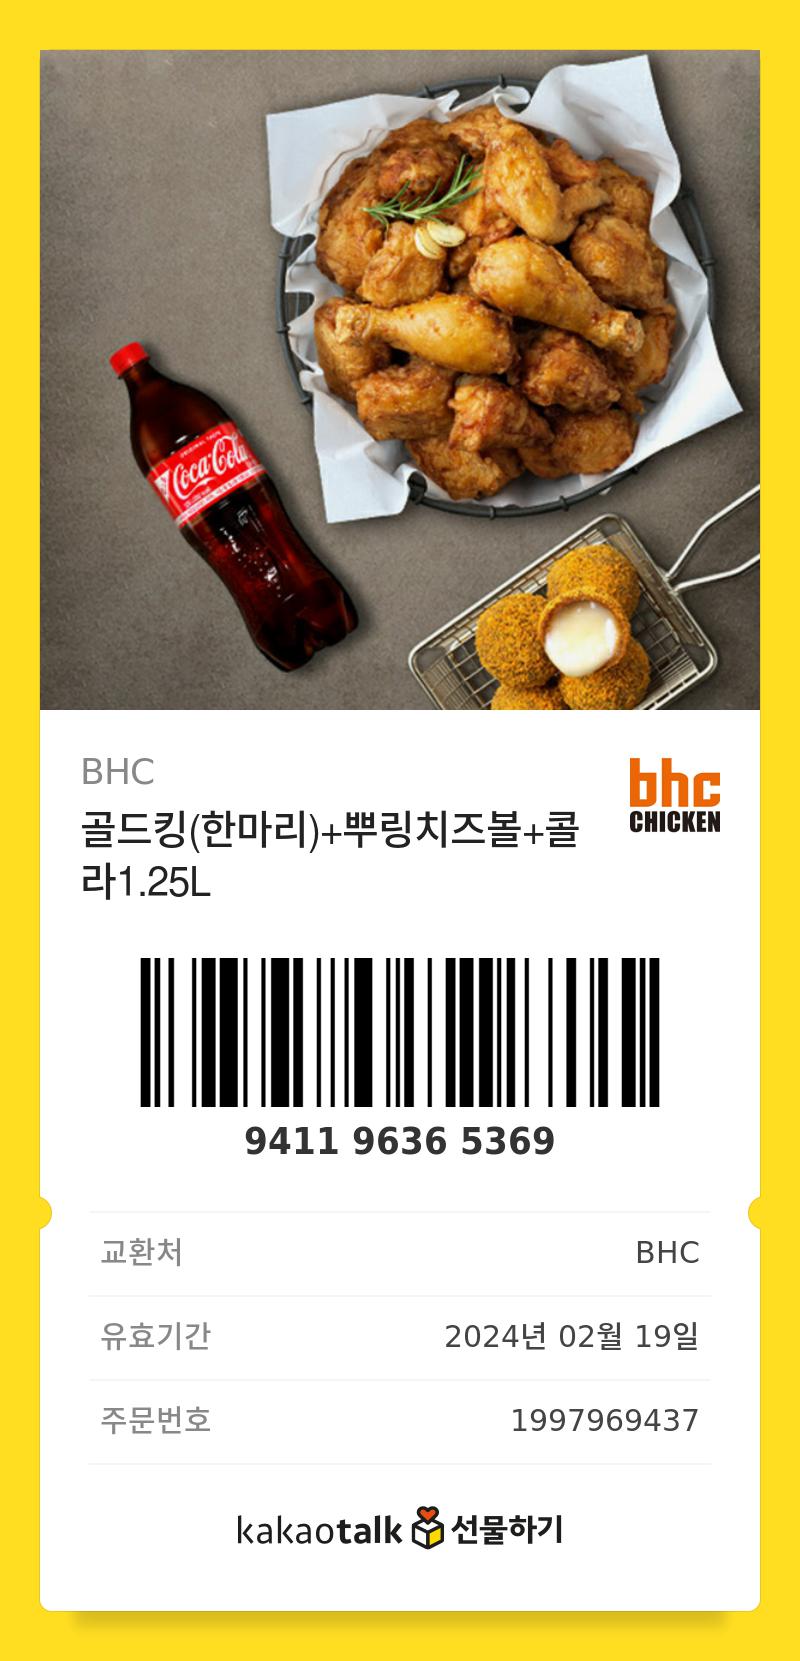 ORIGINAL TASTE
Coca-Cola
BHC
골드킹(한마리)+뿌링치즈볼+콜
라1.25L
bhc
CHICKEN
9411 9636 5369
교환처 BHC
유효기간 2024년 02월 19일
주문번호 1997969437
kakaotalk 선물하기